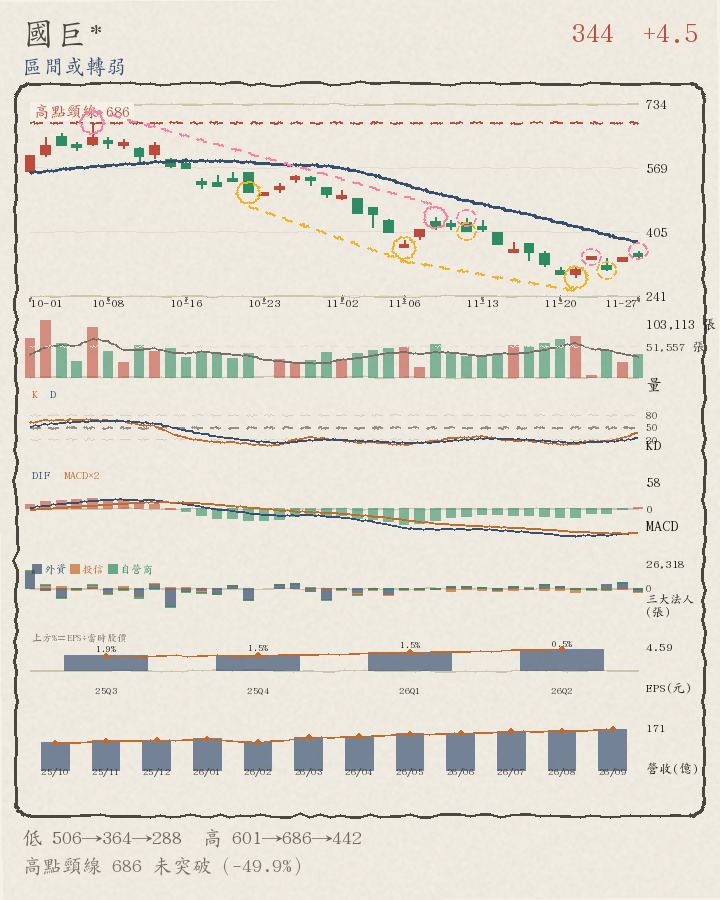 國巨*
344 +4.5
區間或轉弱
高點頸線 686
734
569
405
241
10-01 10-08 10-16 10-23 11-02 11-06 11-13 11-20 11-27
103,113 張
51,557 張
量
K D
80
50
20
KD
DIF MACD×2
58
0
MACD
外資 投信 自營商
26,318
0
三大法人
(張)
上方%=EPS÷當時股價
1.9% 1.5% 1.5% 0.5%
4.59
25Q3 25Q4 26Q1 26Q2
EPS(元)
171
25/10 25/11 25/12 26/01 26/02 26/03 26/04 26/05 26/06 26/07 26/08 26/09
營收(億)
低 506→364→288 高 601→686→442
高點頸線 686 未突破 (-49.9%)